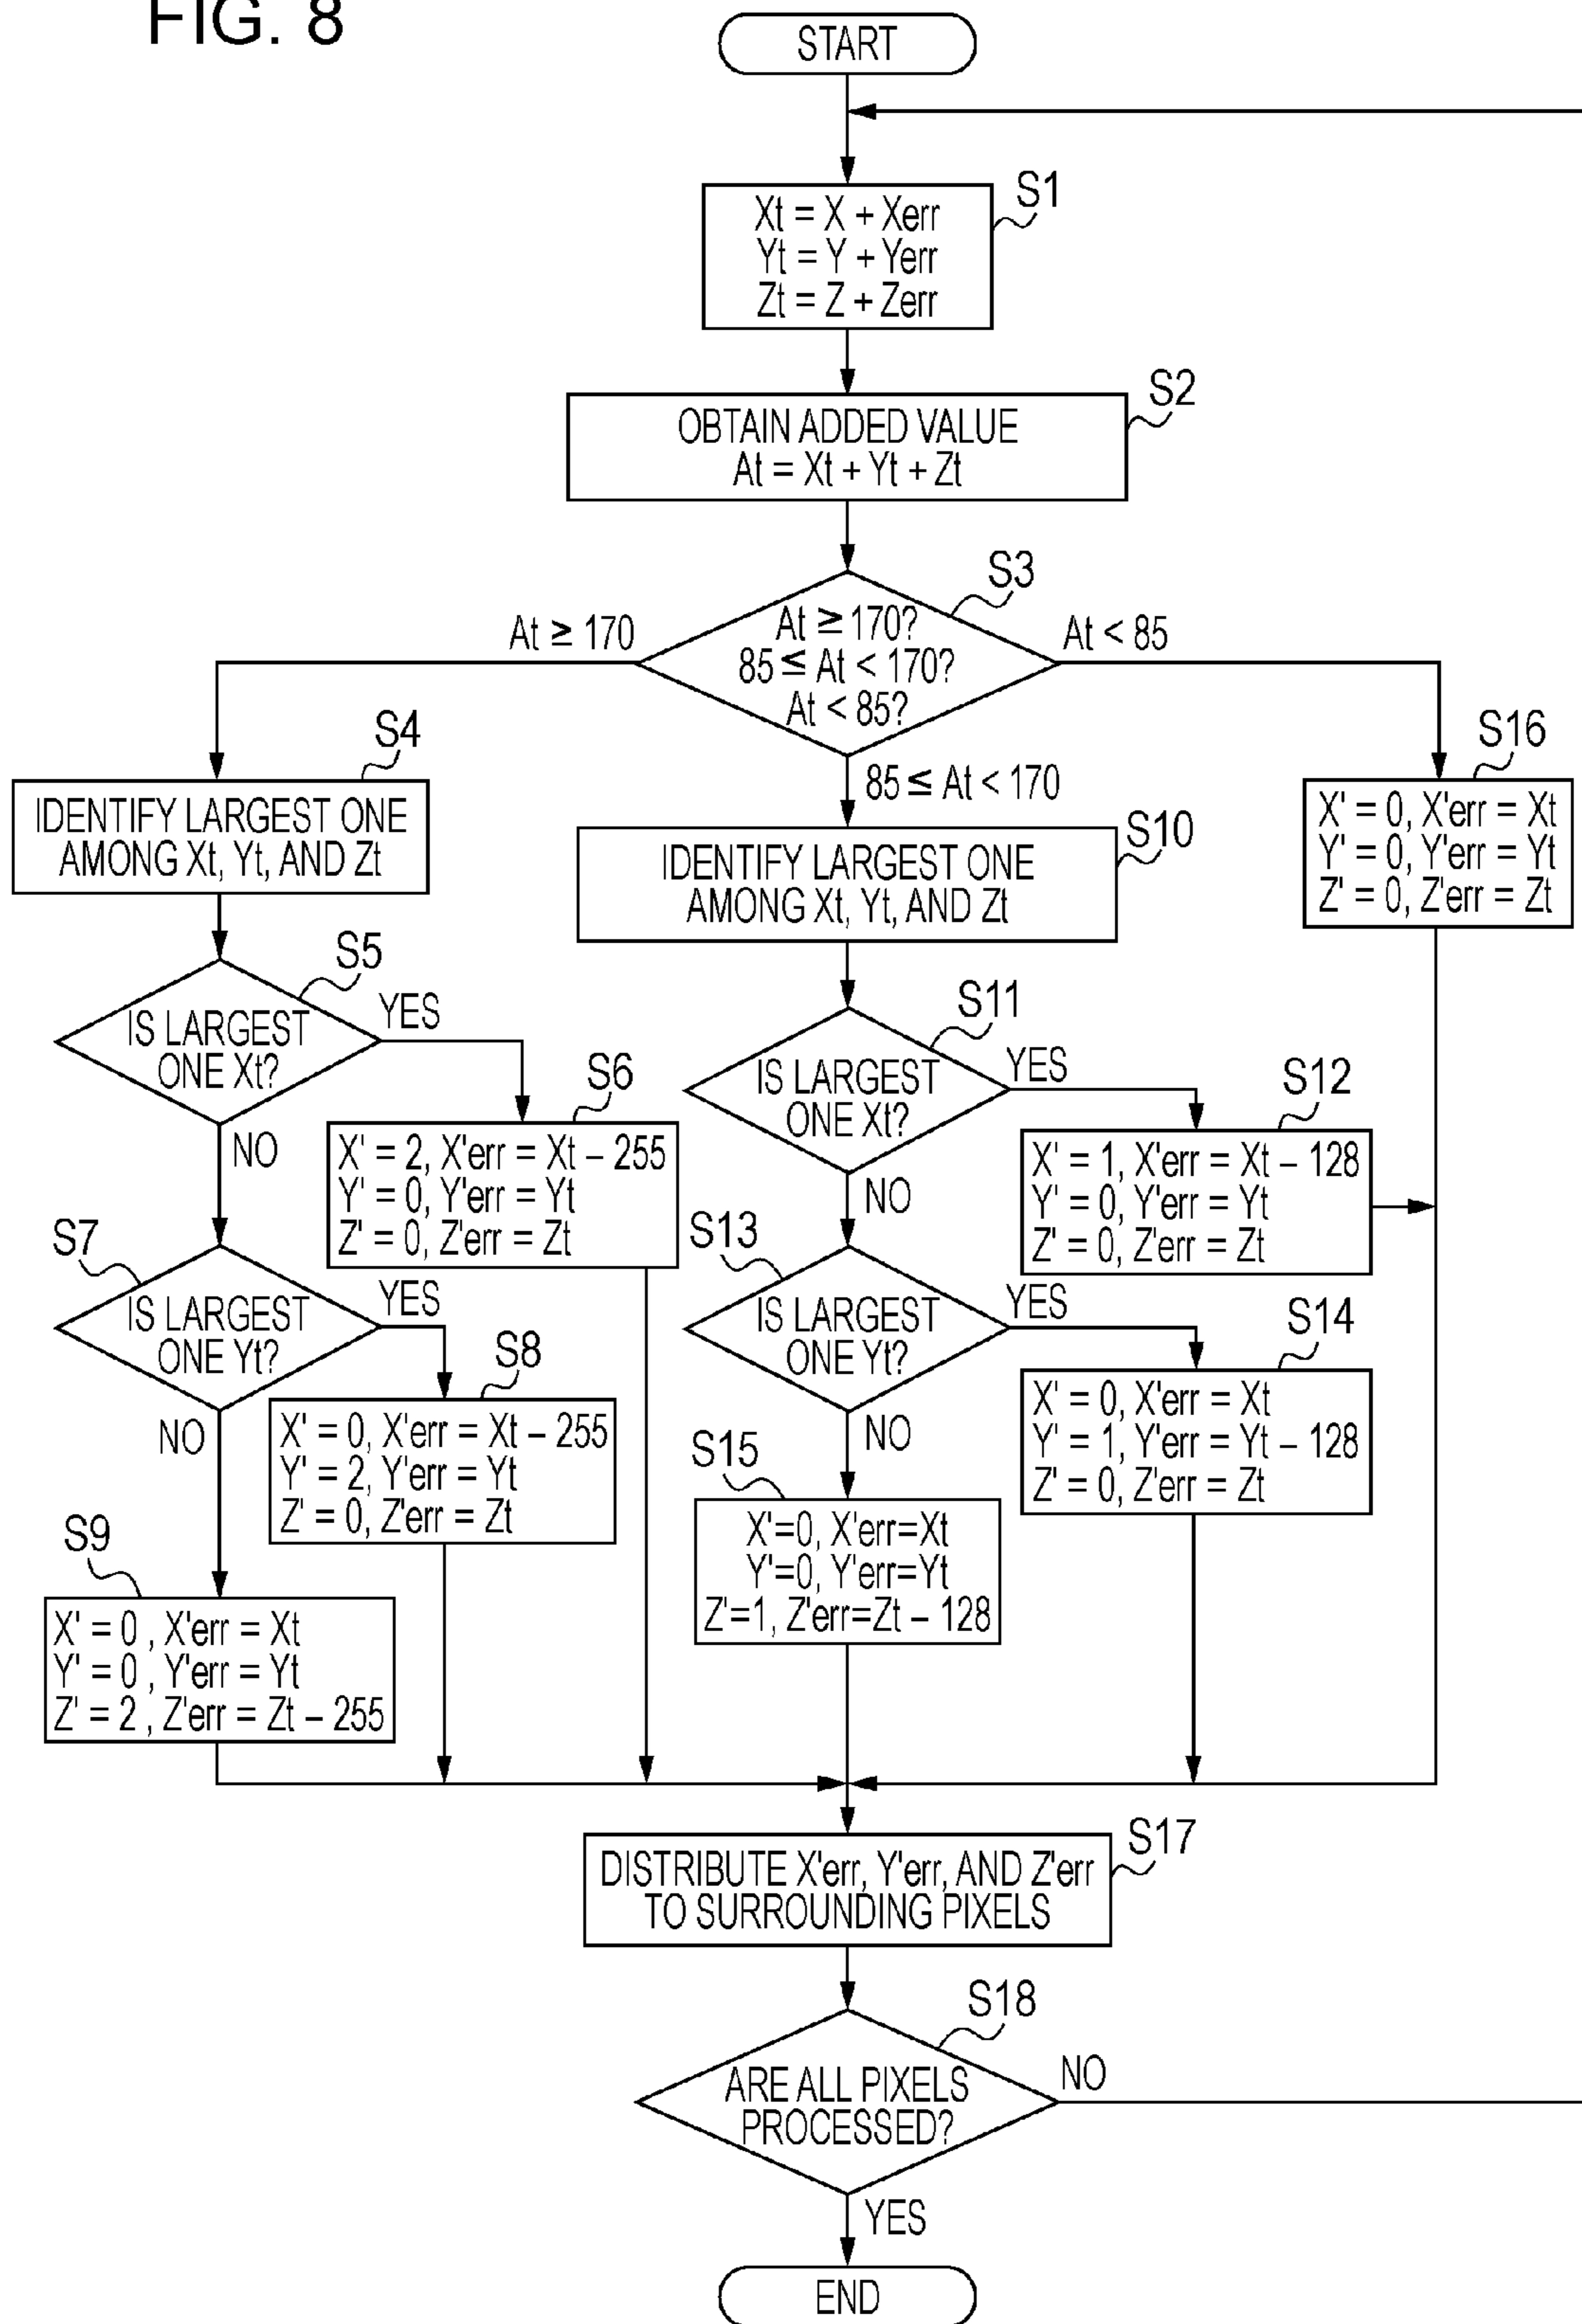 FIG. 8
START
S1
Xt = X + Xerr
Yt = Y + Yerr
Zt = Z + Zerr
S2
OBTAIN ADDED VALUE
At = Xt + Yt + Zt
S3
At ≧ 170?
85 ≦ At < 170?
At < 85?
At ≧ 170
At < 85
85 ≦ At < 170
S4
IDENTIFY LARGEST ONE
AMONG Xt, Yt, AND Zt
S10
IDENTIFY LARGEST ONE
AMONG Xt, Yt, AND Zt
S16
X' = 0, X'err = Xt
Y' = 0, Y'err = Yt
Z' = 0, Z'err = Zt
S5
IS LARGEST
ONE Xt?
YES
NO
S6
X' = 2, X'err = Xt – 255
Y' = 0, Y'err = Yt
Z' = 0, Z'err = Zt
S11
IS LARGEST
ONE Xt?
YES
NO
S12
X' = 1, X'err = Xt – 128
Y' = 0, Y'err = Yt
Z' = 0, Z'err = Zt
S7
IS LARGEST
ONE Yt?
YES
NO
S8
X' = 0, X'err = Xt – 255
Y' = 2, Y'err = Yt
Z' = 0, Z'err = Zt
S13
IS LARGEST
ONE Yt?
YES
NO
S14
X' = 0, X'err = Xt
Y' = 1, Y'err = Yt – 128
Z' = 0, Z'err = Zt
S9
X' = 0 , X'err = Xt
Y' = 0 , Y'err = Yt
Z' = 2 , Z'err = Zt – 255
S15
X'=0, X'err=Xt
Y'=0, Y'err=Yt
Z'=1, Z'err=Zt – 128
S17
DISTRIBUTE X'err, Y'err, AND Z'err
TO SURROUNDING PIXELS
S18
ARE ALL PIXELS
PROCESSED?
NO
YES
END